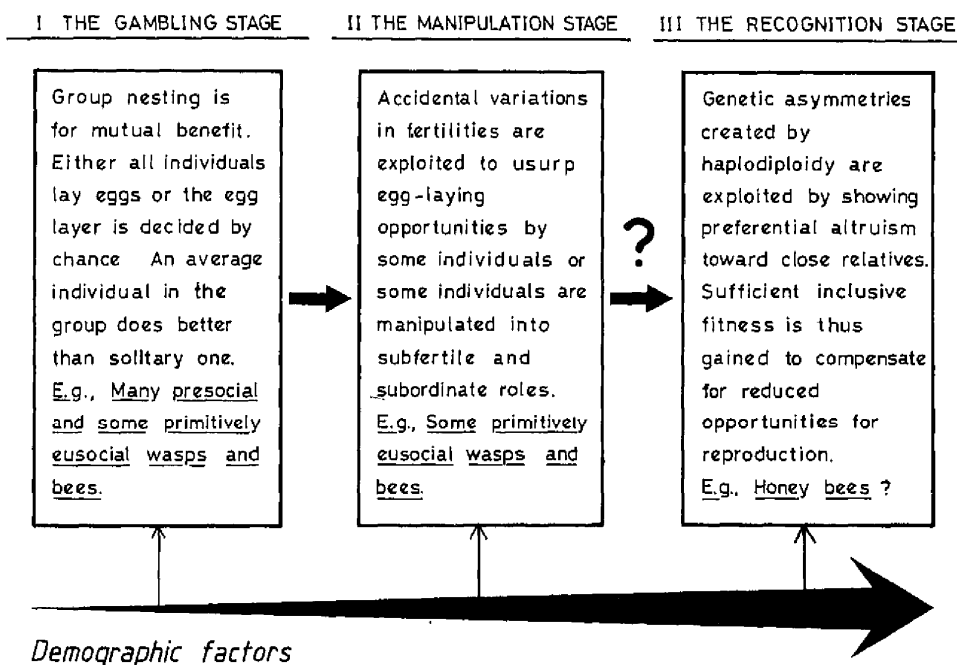 I THE GAMBLING STAGE
II THE MANIPULATION STAGE
III THE RECOGNITION STAGE
Group nesting is
for mutual benefit.
Either all individuals
lay eggs or the egg
layer is decided by
chance An average
individual in the
group does better
than solitary one.
E.g., Many presocial
and some primitively
eusocial wasps and
bees.
Accidental variations
in fertilities are
exploited to usurp
egg-laying
opportunities by
some individuals or
some individuals are
manipulated into
subfertile and
subordinate roles.
E.g., Some primitively
eusocial wasps and
bees.
?
Genetic asymmetries
created by
haplodiploidy are
exploited by showing
preferential altruism
toward close relatives.
Sufficient inclusive
fitness is thus
gained to compensate
for reduced
opportunities for
reproduction.
E.g., Honey bees ?
Demographic factors